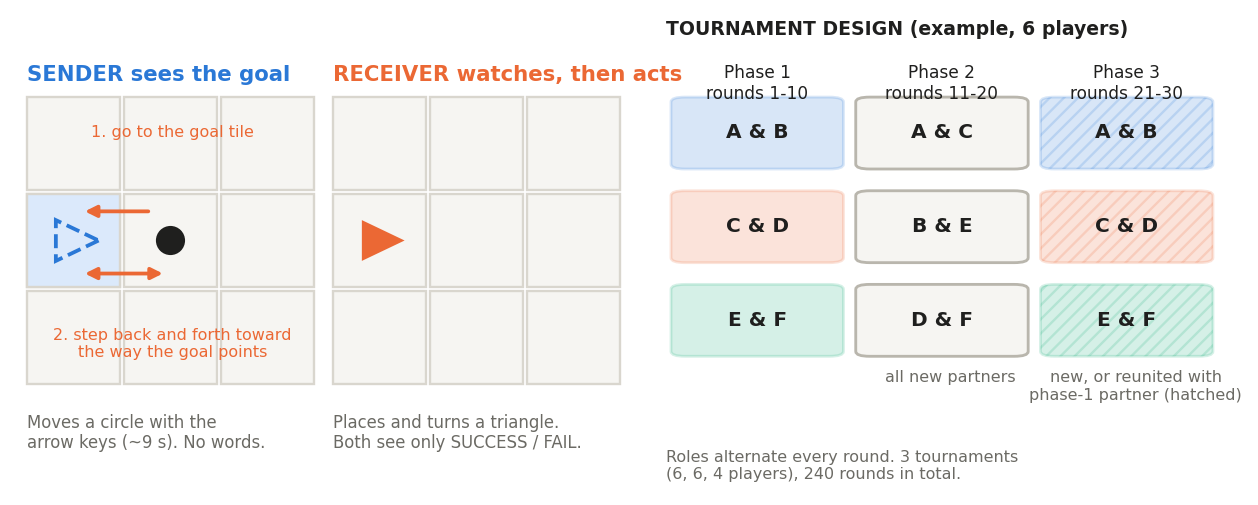 TOURNAMENT DESIGN (example, 6 players)
SENDER sees the goal
RECEIVER watches, then acts
Phase 1
rounds 1-10
Phase 2
rounds 11-20
Phase 3
rounds 21-30
1. go to the goal tile
2. step back and forth toward
the way the goal points
Moves a circle with the
arrow keys (~9 s). No words.
Places and turns a triangle.
Both see only SUCCESS / FAIL.
A & B
A & C
A & B
C & D
B & E
C & D
E & F
D & F
E & F
all new partners
new, or reunited with
phase-1 partner (hatched)
Roles alternate every round. 3 tournaments
(6, 6, 4 players), 240 rounds in total.